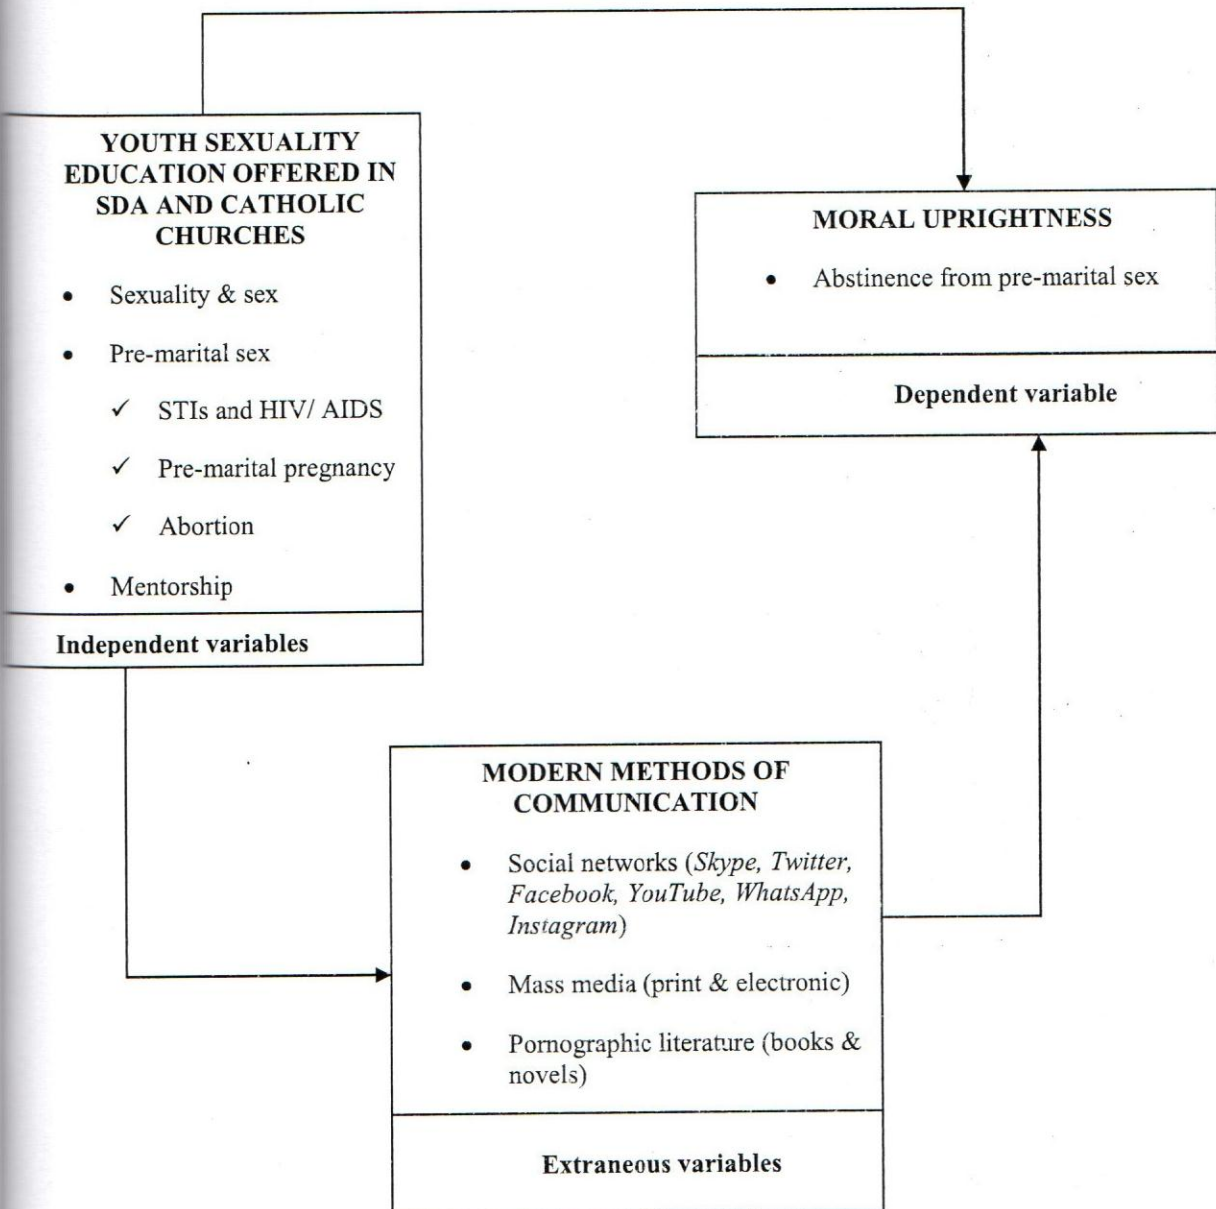 YOUTH SEXUALITY
EDUCATION OFFERED IN
SDA AND CATHOLIC
CHURCHES
• Sexuality & sex
• Pre-marital sex
✓ STIs and HIV/ AIDS
✓ Pre-marital pregnancy
✓ Abortion
• Mentorship
Independent variables
MORAL UPRIGHTNESS
• Abstinence from pre-marital sex
Dependent variable
MODERN METHODS OF
COMMUNICATION
• Social networks (Skype, Twitter,
Facebook, YouTube, WhatsApp,
Instagram)
• Mass media (print & electronic)
• Pornographic literature (books &
novels)
Extraneous variables